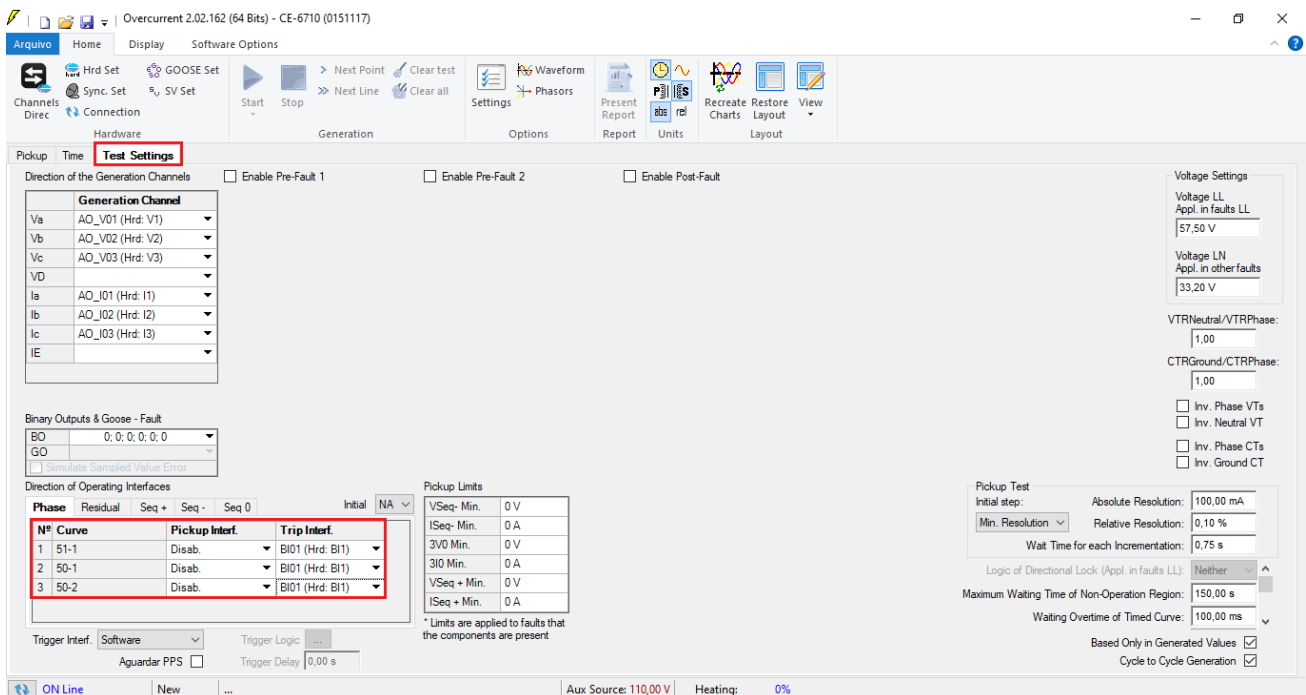 Overcurrent 2.02.162 (64 Bits) - CE-6710 (0151117)
Arquivo Home Display Software Options
Hrd Set GOOSE Set > Next Point Clear test Waveform
Sync. Set SV Set >> Next Line Clear all Phasors
Connection
Channels Direc
Start Stop
Settings
Present Report
abs rel
Recreate Charts
Restore Layout
View
Hardware Generation Options Report Units Layout
Pickup Time Test Settings
Direction of the Generation Channels
Enable Pre-Fault 1
Enable Pre-Fault 2
Enable Post-Fault
Generation Channel
Va AO_V01 (Hrd: V1)
Vb AO_V02 (Hrd: V2)
Vc AO_V03 (Hrd: V3)
VD
Ia AO_I01 (Hrd: I1)
Ib AO_I02 (Hrd: I2)
Ic AO_I03 (Hrd: I3)
IE
Voltage Settings
Voltage LL
Appl. in faults LL
57,50 V
Voltage LN
Appl. in other faults
33,20 V
VTRNeutral/VTRPhase:
1,00
CTRGround/CTRPhase:
1,00
Inv. Phase VTs
Inv. Neutral VT
Inv. Phase CTs
Inv. Ground CT
Binary Outputs & Goose - Fault
BO 0; 0; 0; 0; 0; 0
GO
Simulate Sampled Value Error
Direction of Operating Interfaces
Phase Residual Seq + Seq - Seq 0 Initial NA
Nº Curve Pickup Interf. Trip Interf.
1 51-1 Disab. BI01 (Hrd: BI1)
2 50-1 Disab. BI01 (Hrd: BI1)
3 50-2 Disab. BI01 (Hrd: BI1)
Trigger Interf. Software Trigger Logic ...
Aguardar PPS Trigger Delay 0,00 s
Pickup Limits
VSeq- Min. 0 V
ISeq- Min. 0 A
3V0 Min. 0 V
3I0 Min. 0 A
VSeq + Min. 0 V
ISeq + Min. 0 A
* Limits are applied to faults that
the components are present
Pickup Test
Initial step: Absolute Resolution: 100,00 mA
Min. Resolution Relative Resolution: 0,10 %
Wait Time for each Incrementation: 0,75 s
Logic of Directional Lock (Appl. in faults LL): Neither
Maximum Waiting Time of Non-Operation Region: 150,00 s
Waiting Overtime of Timed Curve: 100,00 ms
Based Only in Generated Values
Cycle to Cycle Generation
ON Line New ... Aux Source: 110,00 V Heating: 0%